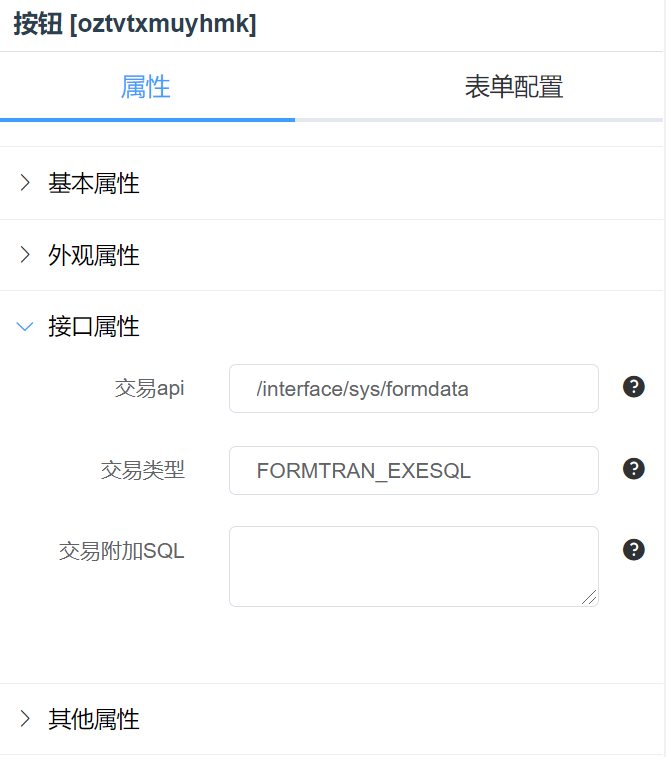 按钮 [oztvtxmuyhmk]
属性
表单配置
基本属性
外观属性
接口属性
交易api
/interface/sys/formdata
交易类型
FORMTRAN_EXESQL
交易附加SQL
其他属性